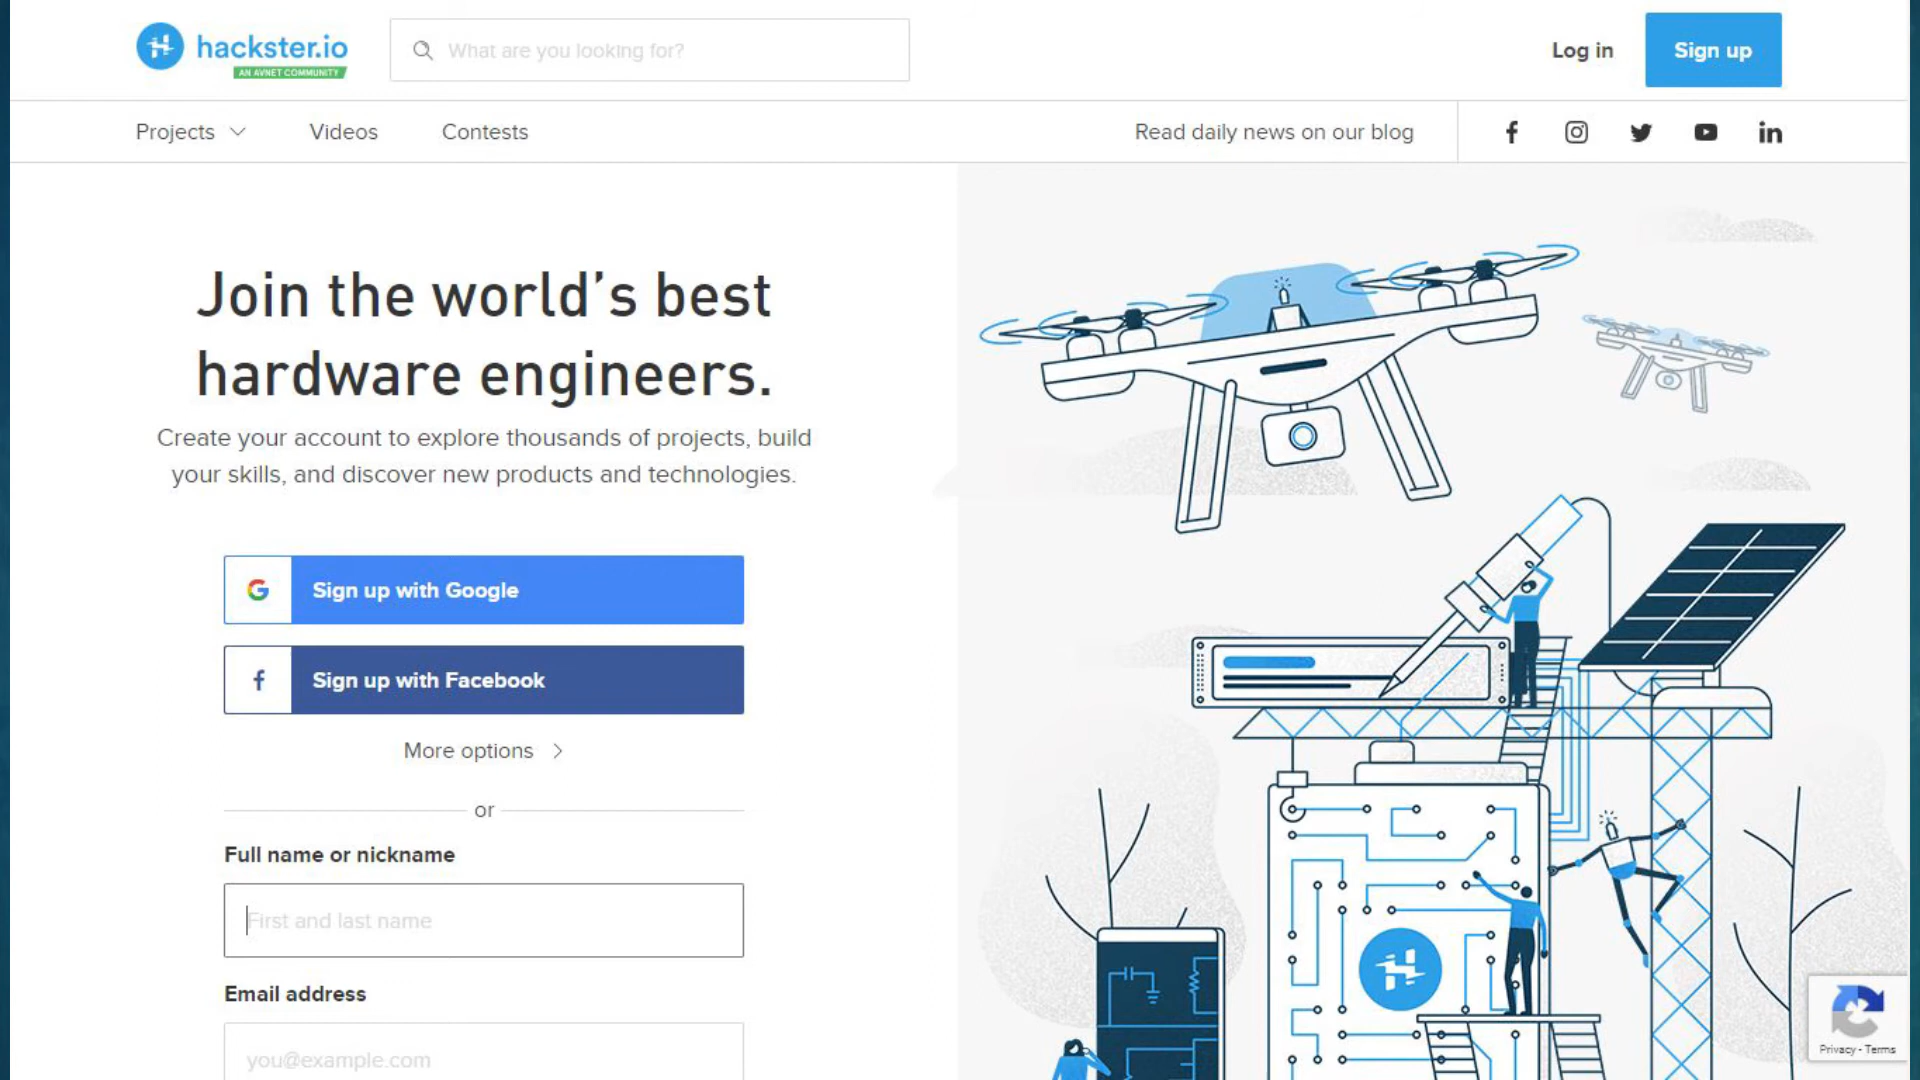 hackster.io
AN AVNET COMMUNITY
What are you looking for?
Log in
Sign up
Projects
Videos
Contests
Read daily news on our blog
Join the world's best
hardware engineers.
Create your account to explore thousands of projects, build
your skills, and discover new products and technologies.
Sign up with Google
Sign up with Facebook
More options
or
Full name or nickname
First and last name
Email address
you@example.com
Privacy - Terms